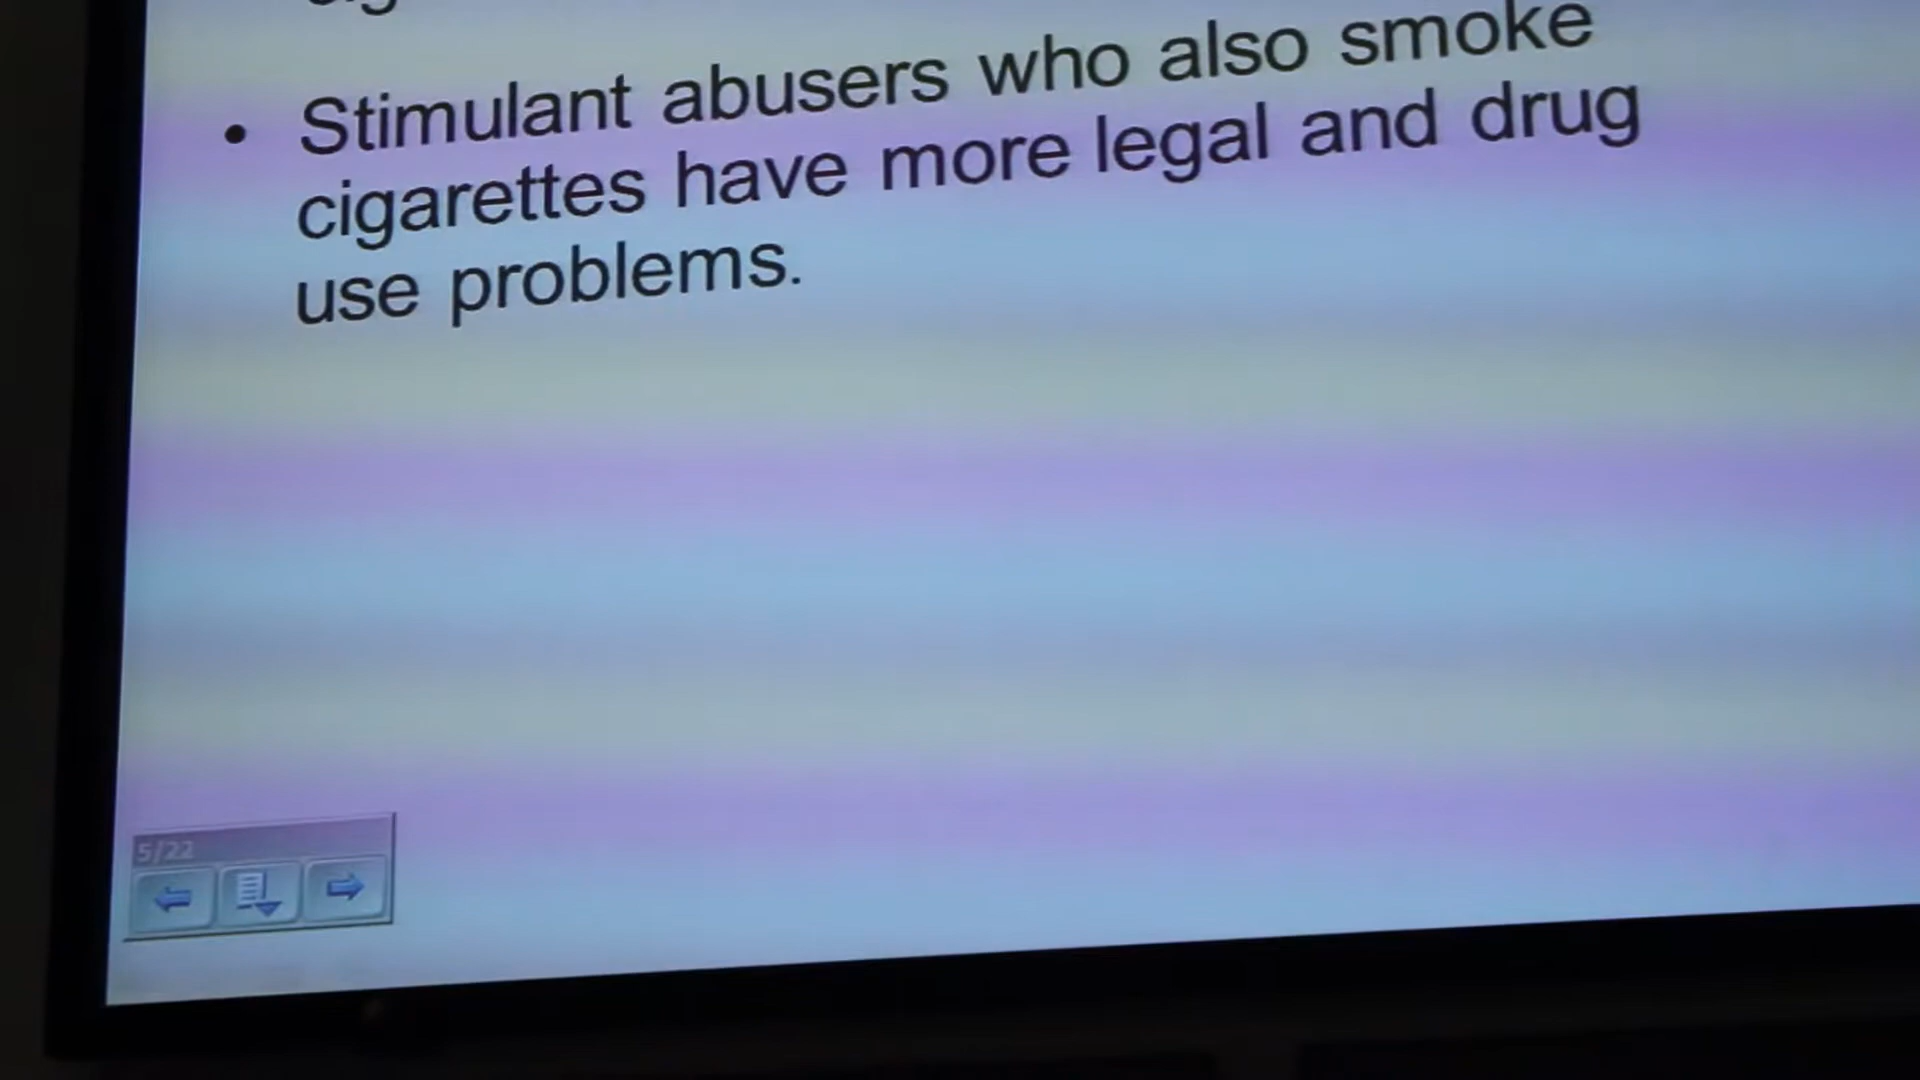 • Stimulant abusers who also smoke
cigarettes have more legal and drug
use problems.
5/22